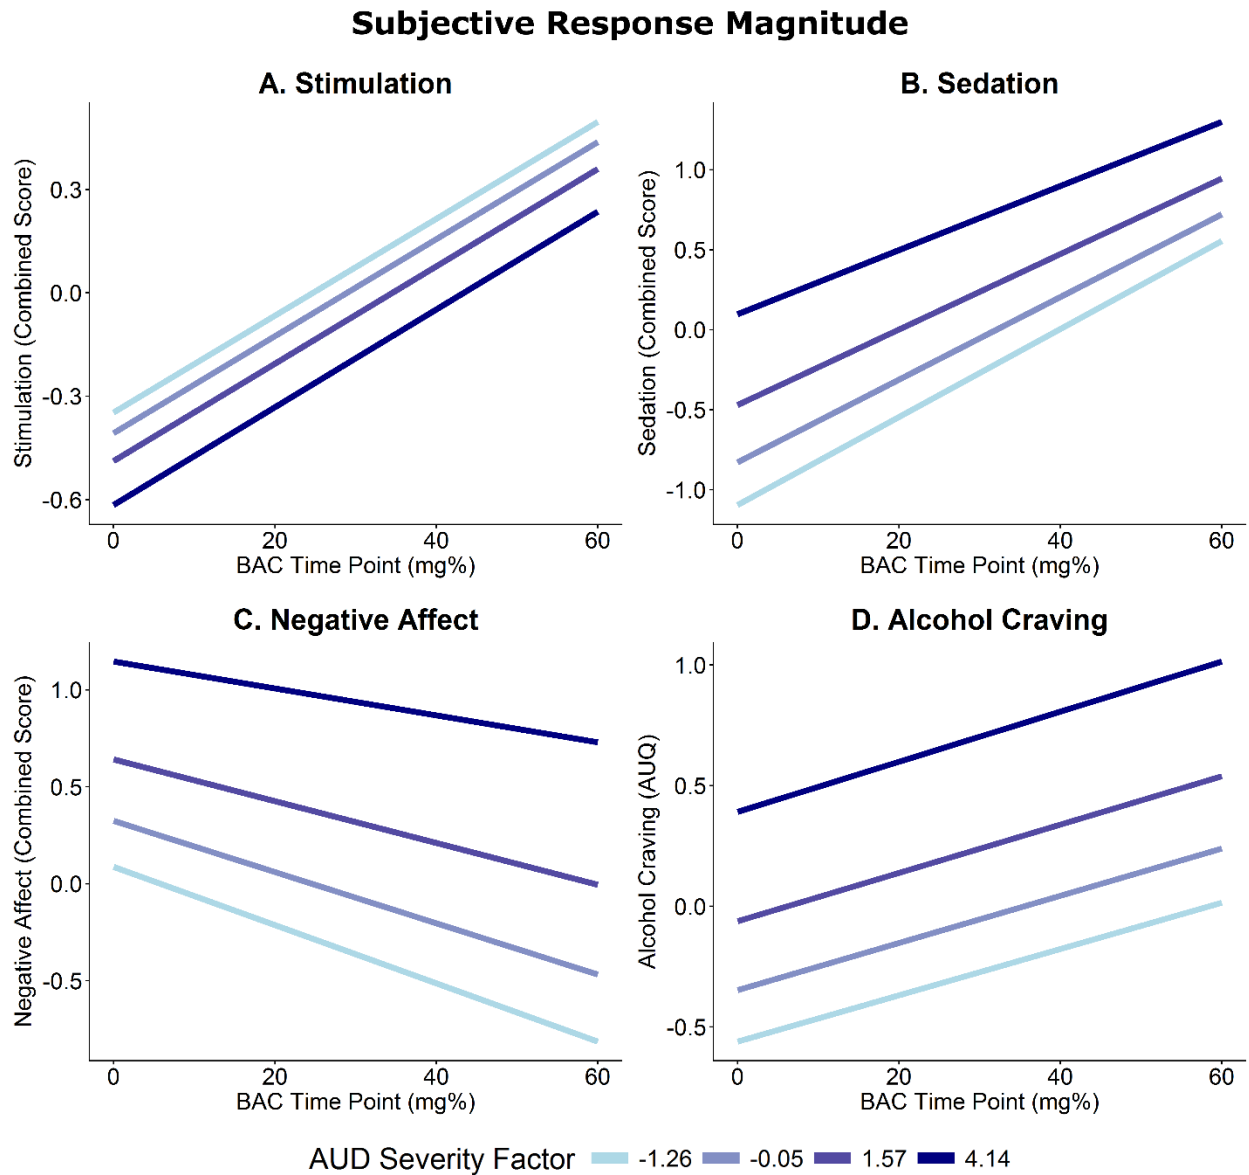 Subjective Response Magnitude
A. Stimulation
Stimulation (Combined Score)
0.3
0.0
-0.3
-0.6
0
20
40
60
BAC Time Point (mg%)
B. Sedation
Sedation (Combined Score)
1.0
0.5
0.0
-0.5
-1.0
0
20
40
60
BAC Time Point (mg%)
C. Negative Affect
Negative Affect (Combined Score)
1.0
0.5
0.0
-0.5
0
20
40
60
BAC Time Point (mg%)
D. Alcohol Craving
Alcohol Craving (AUQ)
1.0
0.5
0.0
-0.5
0
20
40
60
BAC Time Point (mg%)
AUD Severity Factor -1.26 -0.05 1.57 4.14